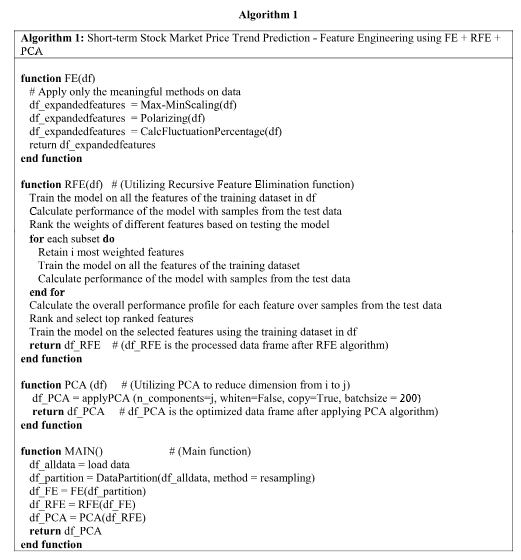 Algorithm 1
Algorithm 1: Short-term Stock Market Price Trend Prediction - Feature Engineering using FE + RFE +
PCA
function FE(df)
# Apply only the meaningful methods on data
df_expandedfeatures = Max-MinScaling(df)
df_expandedfeatures = Polarizing(df)
df_expandedfeatures = CalcFluctuationPercentage(df)
return df_expandedfeatures
end function
function RFE(df) # (Utilizing Recursive Feature Elimination function)
Train the model on all the features of the training dataset in df
Calculate performance of the model with samples from the test data
Rank the weights of different features based on testing the model
for each subset do
Retain i most weighted features
Train the model on all the features of the training dataset
Calculate performance of the model with samples from the test data
end for
Calculate the overall performance profile for each feature over samples from the test data
Rank and select top ranked features
Train the model on the selected features using the training dataset in df
return df_RFE # (df_RFE is the processed data frame after RFE algorithm)
end function
function PCA (df) # (Utilizing PCA to reduce dimension from i to j)
df_PCA = applyPCA (n_components=j, whiten=False, copy=True, batchsize = 200)
return df_PCA # df_PCA is the optimized data frame after applying PCA algorithm)
end function
function MAIN() # (Main function)
df_alldata = load data
df_partition = DataPartition(df_alldata, method = resampling)
df_FE = FE(df_partition)
df_RFE = RFE(df_FE)
df_PCA = PCA(df_RFE)
return df_PCA
end function